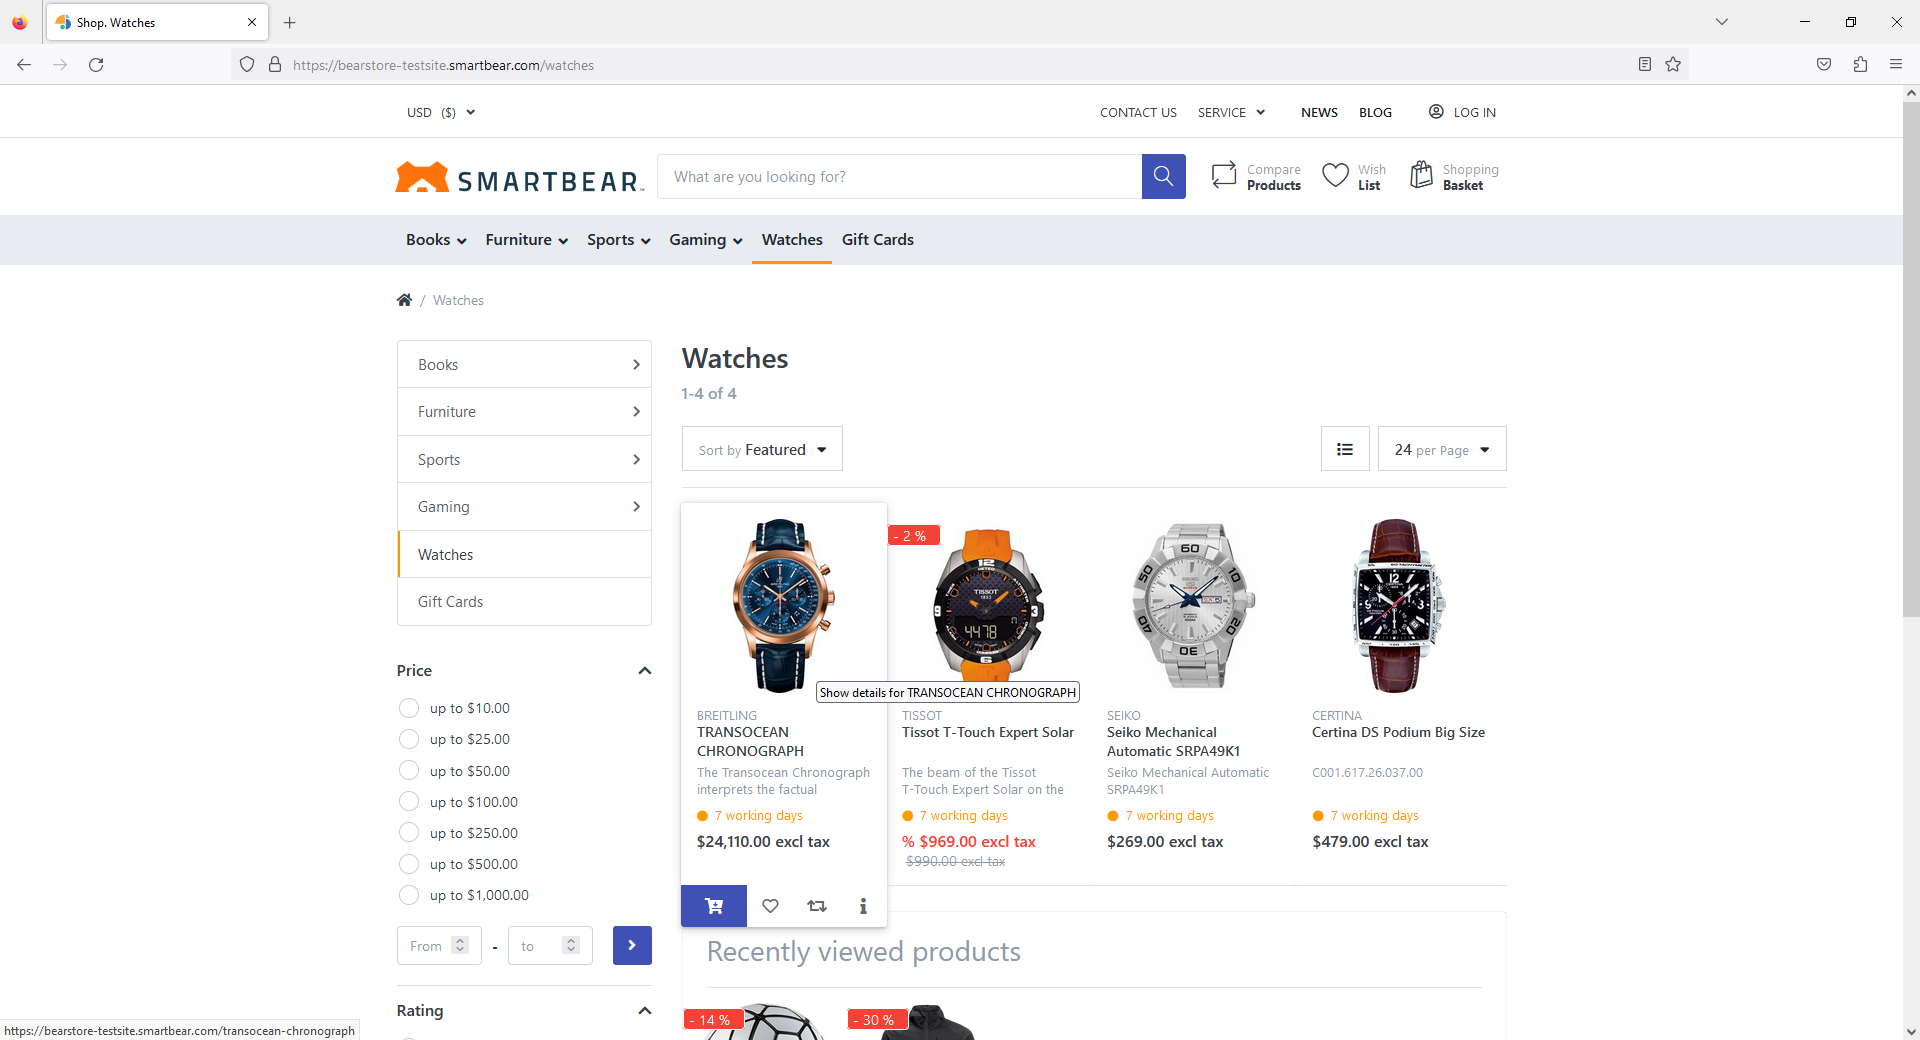 Shop. Watches
https://bearstore-testsite.smartbear.com/watches
USD ($)
CONTACT US
SERVICE
NEWS
BLOG
LOG IN
SMARTBEAR
What are you looking for?
Compare
Products
Wish
List
Shopping
Basket
Books
Furniture
Sports
Gaming
Watches
Gift Cards
/ Watches
Books
Furniture
Sports
Gaming
Watches
Gift Cards
Price
up to $10.00
up to $25.00
up to $50.00
up to $100.00
up to $250.00
up to $500.00
up to $1,000.00
From - to
Rating
Watches
1-4 of 4
Sort by Featured
24 per Page
BREITLING
TRANSOCEAN
CHRONOGRAPH
The Transocean Chronograph
interprets the factual
7 working days
$24,110.00 excl tax
Show details for TRANSOCEAN CHRONOGRAPH
- 2 %
TISSOT
Tissot T-Touch Expert Solar
The beam of the Tissot
T-Touch Expert Solar on the
7 working days
% $969.00 excl tax
$990.00 excl tax
SEIKO
Seiko Mechanical
Automatic SRPA49K1
Seiko Mechanical Automatic
SRPA49K1
7 working days
$269.00 excl tax
CERTINA
Certina DS Podium Big Size
C001.617.26.037.00
7 working days
$479.00 excl tax
Recently viewed products
- 14 %
- 30 %
https://bearstore-testsite.smartbear.com/transocean-chronograph